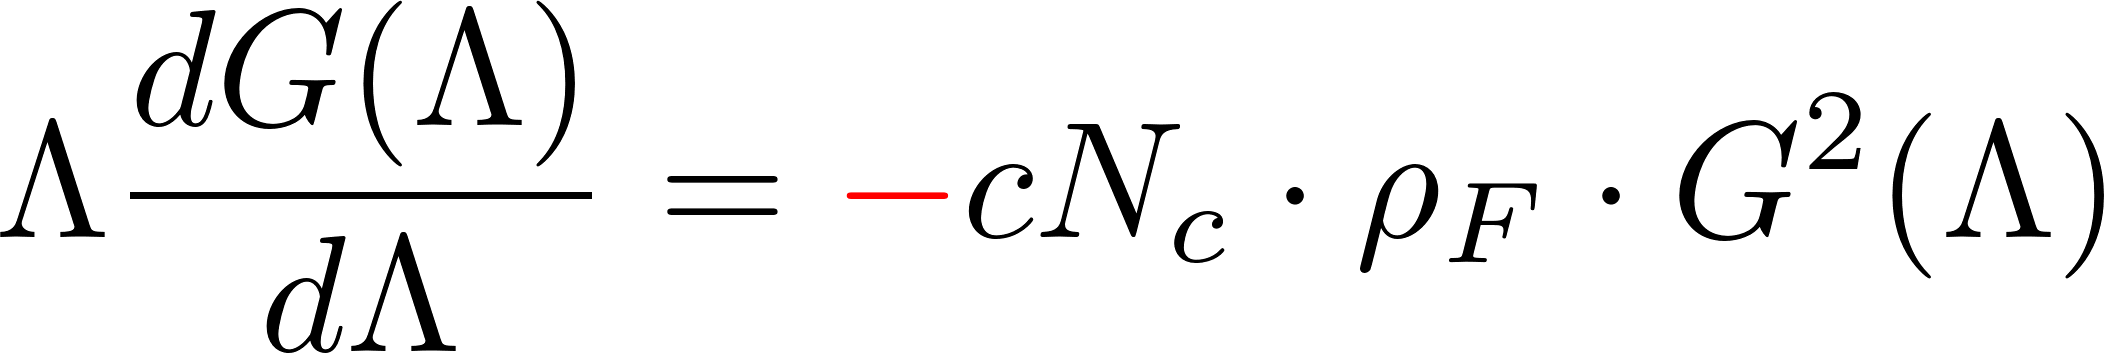 Λ dG(Λ)/dΛ = −cN_c · ρ_F · G²(Λ)